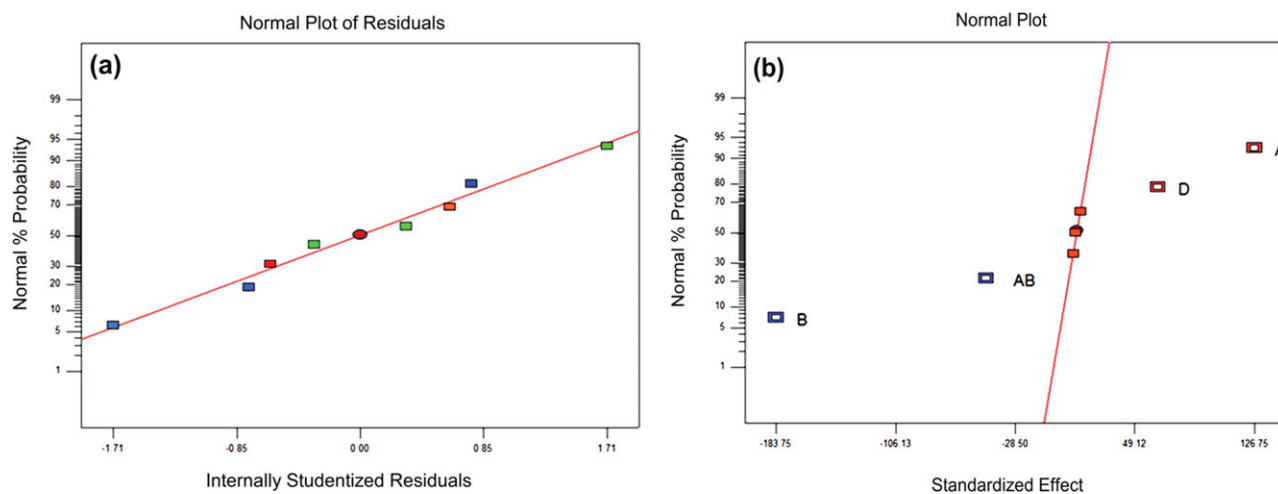 Normal Plot of Residuals
(a)
Normal % Probability
99
95
90
80
70
50
30
20
10
5
1
-1.71
-0.85
0 00
0 85
1 71
Internally Studentized Residuals
Normal Plot
(b)
Normal % Probability
99
95
90
80
70
50
30
20
10
5
1
A
D
AB
B
-183.75
-106.13
-28.50
49.12
126.75
Standardized Effect